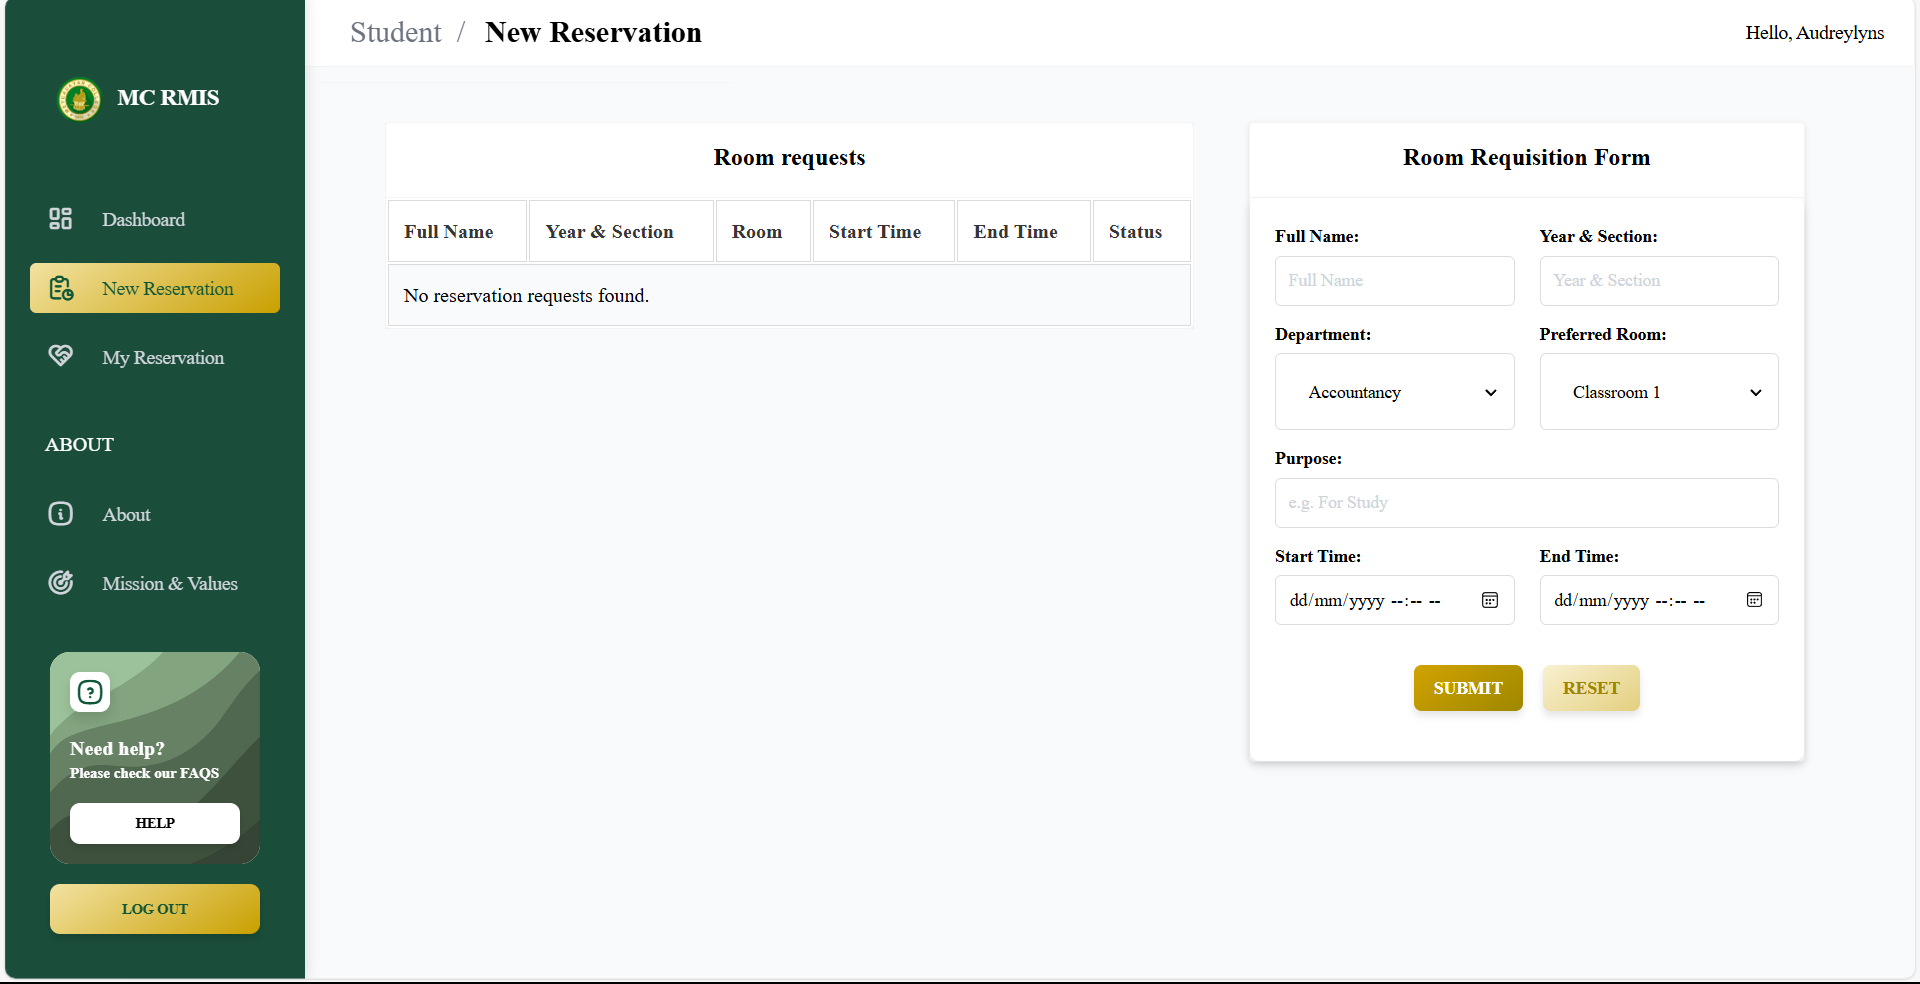 Student / New Reservation
Hello, Audreylyns
MC RMIS
Dashboard
New Reservation
My Reservation
ABOUT
About
Mission & Values
Need help?
Please check our FAQS
HELP
LOG OUT
Room requests
Full Name Year & Section Room Start Time End Time Status
No reservation requests found.
Room Requisition Form
Full Name: Year & Section:
Full Name Year & Section
Department: Preferred Room:
Accountancy Classroom 1
Purpose:
e.g. For Study
Start Time: End Time:
dd/mm/yyyy --:-- -- dd/mm/yyyy --:-- --
SUBMIT RESET